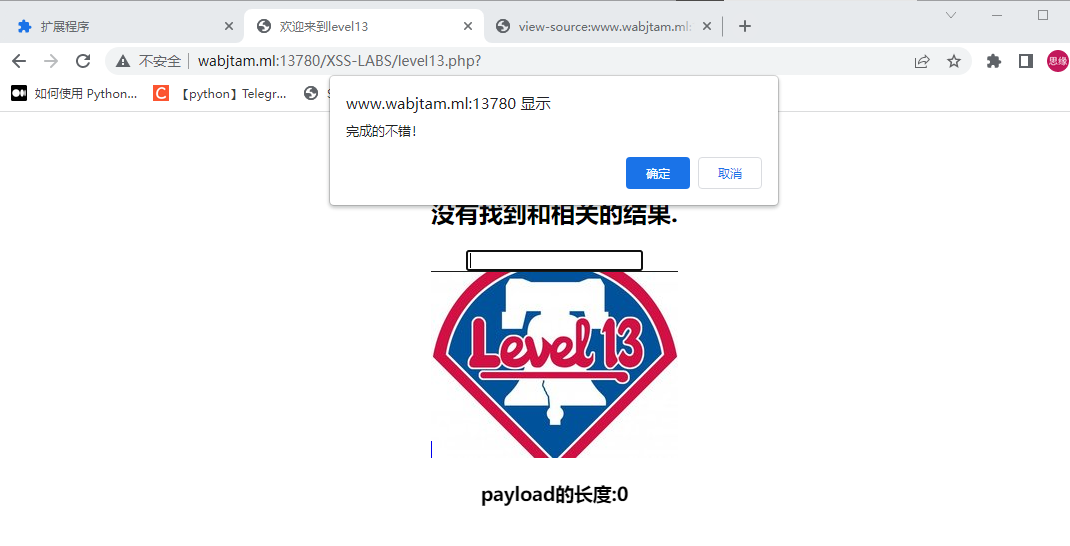 扩展程序
欢迎来到level13
view-source:www.wabjtam.ml:
不安全
wabjtam.ml:13780/XSS-LABS/level13.php?
思缘
如何使用 Python...
【python】Telegr...
www.wabjtam.ml:13780 显示
完成的不错!
确定
取消
没有找到和相关的结果.
Level 13
payload的长度:0